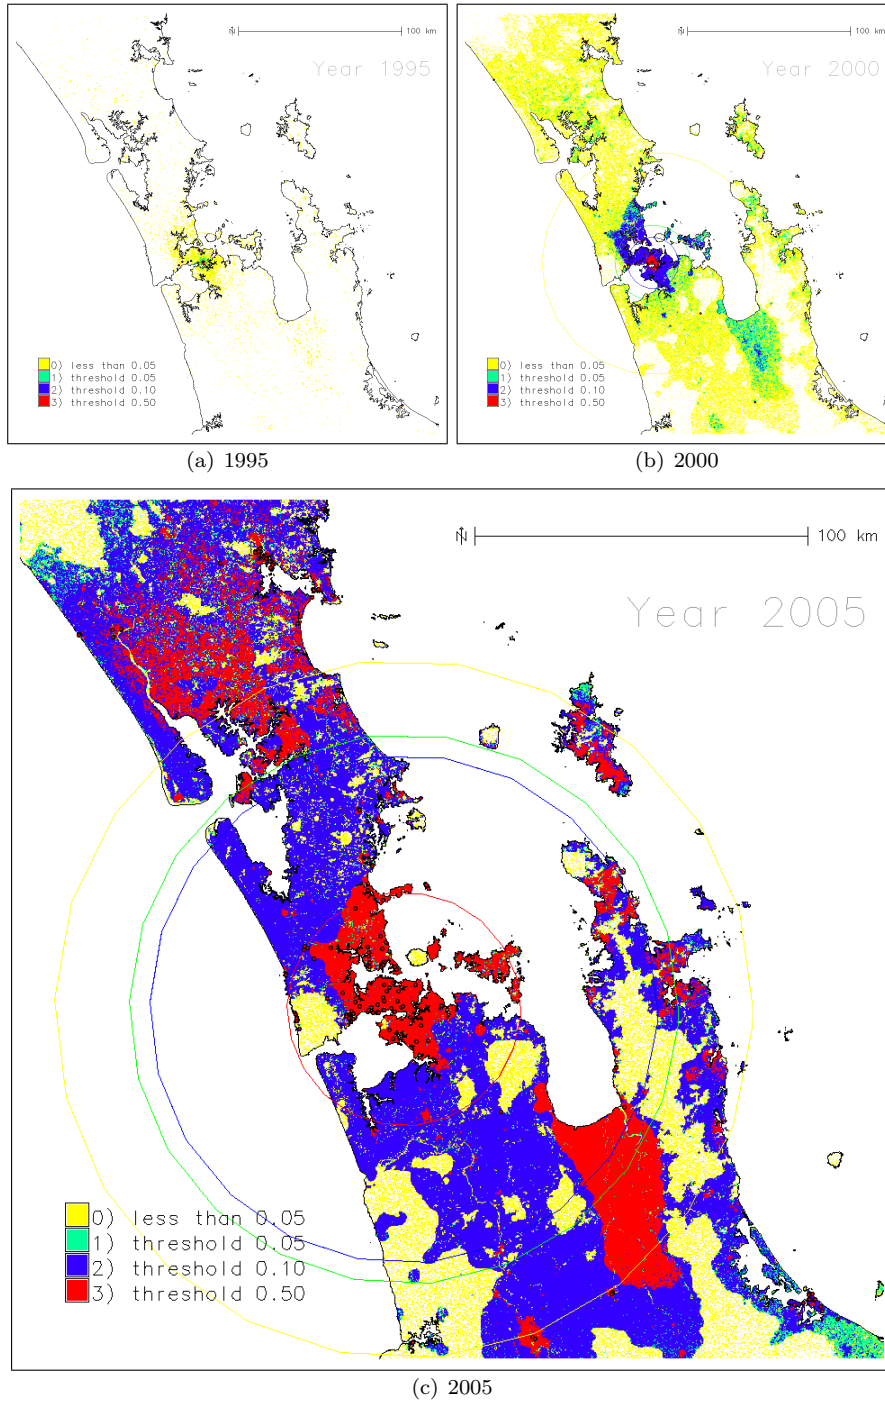 N 100 km
Year 1995
0) less than 0.05
1) threshold 0.05
2) threshold 0.10
3) threshold 0.50
(a) 1995
N 100 km
Year 2000
0) less than 0.05
1) threshold 0.05
2) threshold 0.10
3) threshold 0.50
(b) 2000
N 100 km
Year 2005
0) less than 0.05
1) threshold 0.05
2) threshold 0.10
3) threshold 0.50
(c) 2005